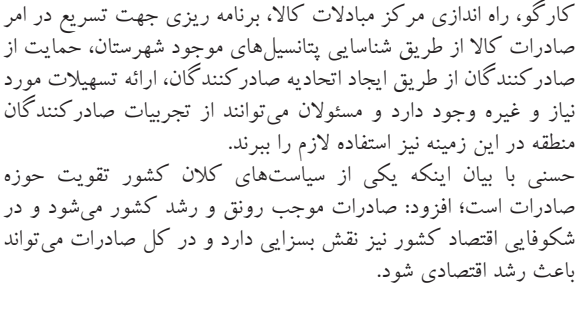 کارگو، راه اندازی مرکز مبادلات کالا، برنامه ریزی جهت تسریع در امر
صادرات کالا از طریق شناسایی پتانسیل‌های موجود شهرستان، حمایت از
صادرکنندگان از طریق ایجاد اتحادیه صادرکنندگان، ارائه تسهیلات مورد
نیاز و غیره وجود دارد و مسئولان می‌توانند از تجربیات صادرکنندگان
منطقه در این زمینه نیز استفاده لازم را ببرند.
حسنی با بیان اینکه یکی از سیاست‌های کلان کشور تقویت حوزه
صادرات است؛ افزود: صادرات موجب رونق و رشد کشور می‌شود و در
شکوفایی اقتصاد کشور نیز نقش بسزایی دارد و در کل صادرات می‌تواند
باعث رشد اقتصادی شود.